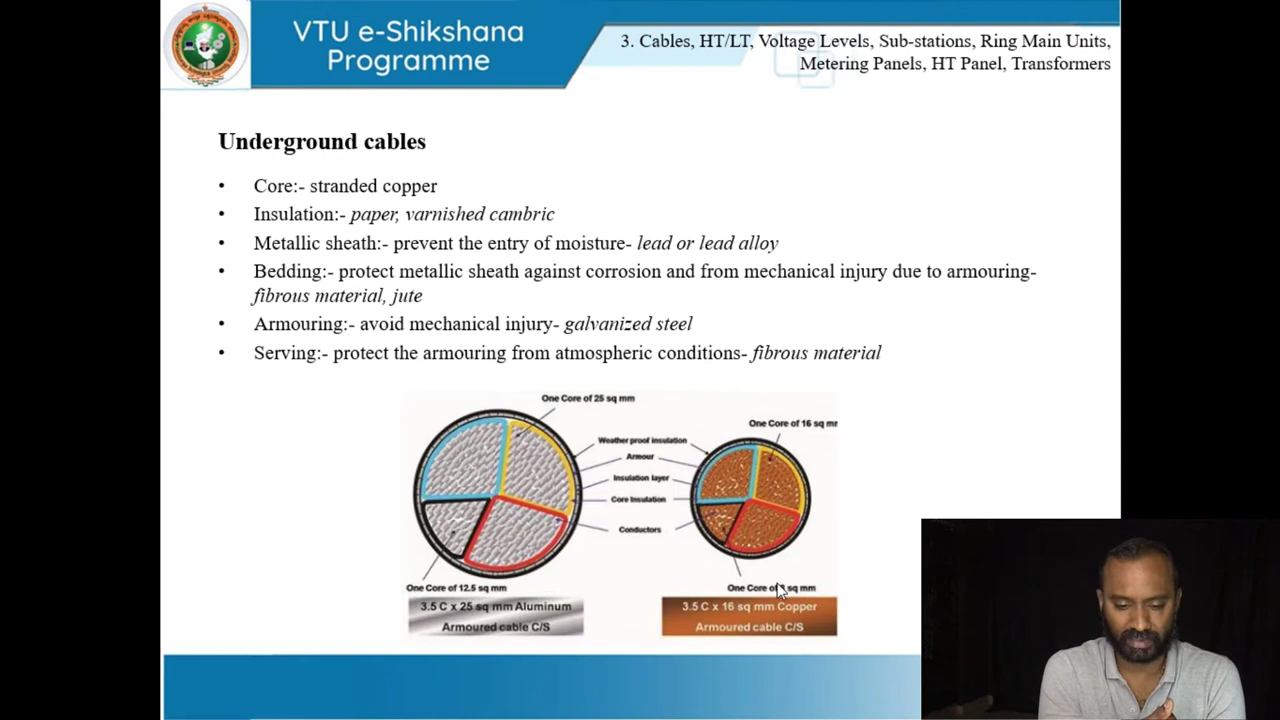 VTU e-Shikshana
Programme
3. Cables, HT/LT, Voltage Levels, Sub-stations, Ring Main Units,
Metering Panels, HT Panel, Transformers
Underground cables
• Core:- stranded copper
• Insulation:- paper, varnished cambric
• Metallic sheath:- prevent the entry of moisture- lead or lead alloy
• Bedding:- protect metallic sheath against corrosion and from mechanical injury due to armouring-
fibrous material, jute
• Armouring:- avoid mechanical injury- galvanized steel
• Serving:- protect the armouring from atmospheric conditions- fibrous material
One Core of 25 sq mm
One Core of 16 sq mr
Weather proof insulation
Armour
Insulation layer
Core Insulation
Conductors
One Core of 12.5 sq mm
One Core of sq mm
3.5 C x 25 sq mm Aluminum
Armoured cable C/S
3.5 C x 16 sq mm Copper
Armoured cable C/S